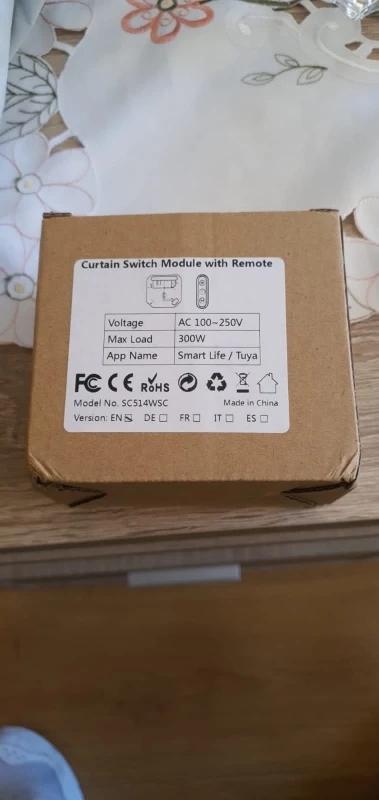 Curtain Switch Module with Remote
Voltage AC 100~250V
Max Load 300W
App Name Smart Life / Tuya
FC CE RoHS
Model No. SC514WSC Made in China
Version: EN DE FR IT ES